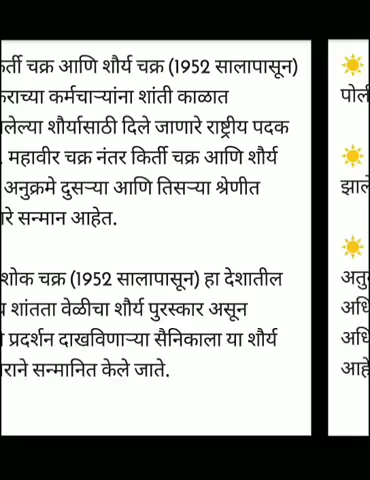 किर्ती चक्र आणि शौर्य चक्र (1952 सालापासून)
कराच्या कर्मचाऱ्यांना शांती काळात
लेल्या शौर्यासाठी दिले जाणारे राष्ट्रीय पदक
. महावीर चक्र नंतर किर्ती चक्र आणि शौर्य
अनुक्रमे दुसऱ्या आणि तिसऱ्या श्रेणीत
रे सन्मान आहेत.
शोक चक्र (1952 सालापासून) हा देशातील
शांतता वेळीचा शौर्य पुरस्कार असून
प्रदर्शन दाखविणाऱ्या सैनिकाला या शौर्य
राने सन्मानित केले जाते.
पोली
झाले
अतु
अधि
अधि
आहे